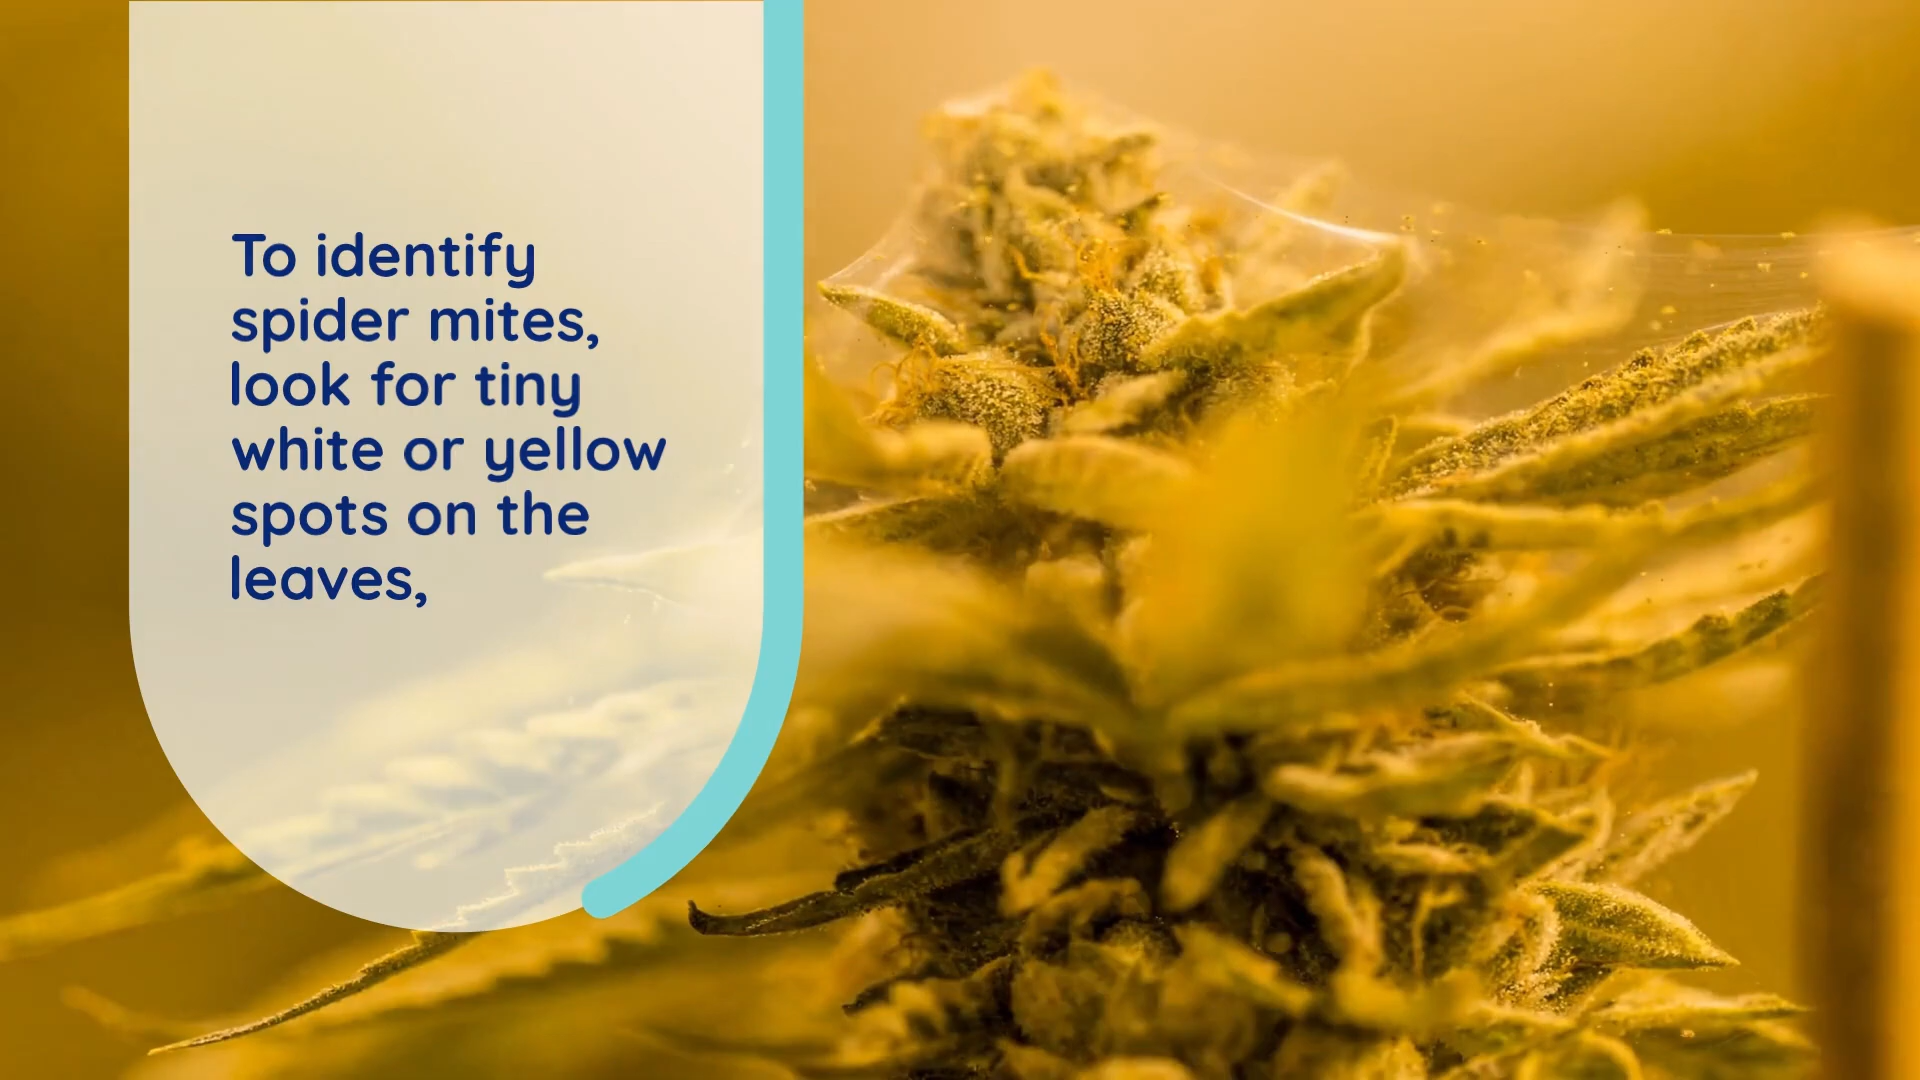 To identify
spider mites,
look for tiny
white or yellow
spots on the
leaves,